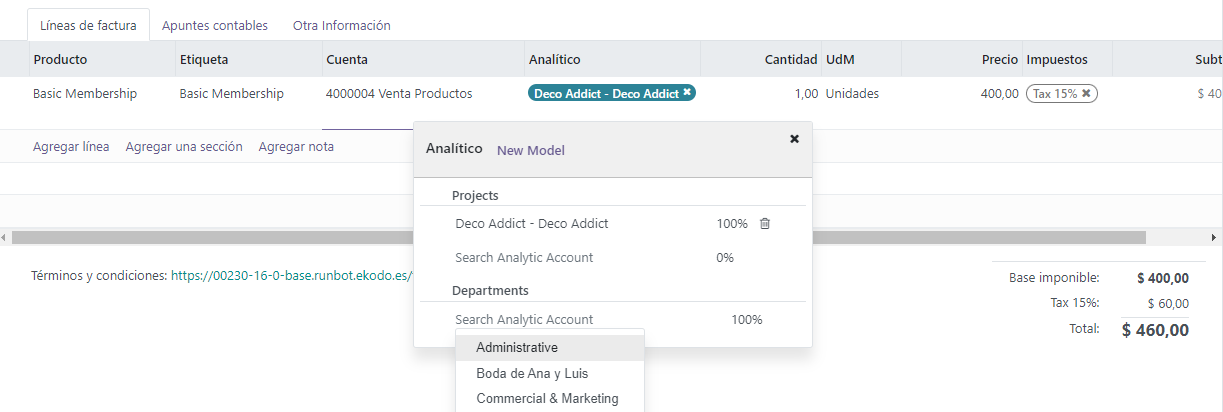 Líneas de factura Apuntes contables Otra Información
Producto Etiqueta Cuenta Analítico Cantidad UdM Precio Impuestos Subt
Basic Membership Basic Membership 4000004 Venta Productos Deco Addict - Deco Addict 1,00 Unidades 400,00 Tax 15% $ 40
Agregar línea Agregar una sección Agregar nota
Analítico New Model
Projects
Deco Addict - Deco Addict 100%
Search Analytic Account 0%
Departments
Search Analytic Account 100%
Administrative
Boda de Ana y Luis
Commercial & Marketing
Términos y condiciones: https://00230-16-0-base.runbot.ekodo.es/
Base imponible: $ 400,00
Tax 15%: $ 60,00
Total: $ 460,00